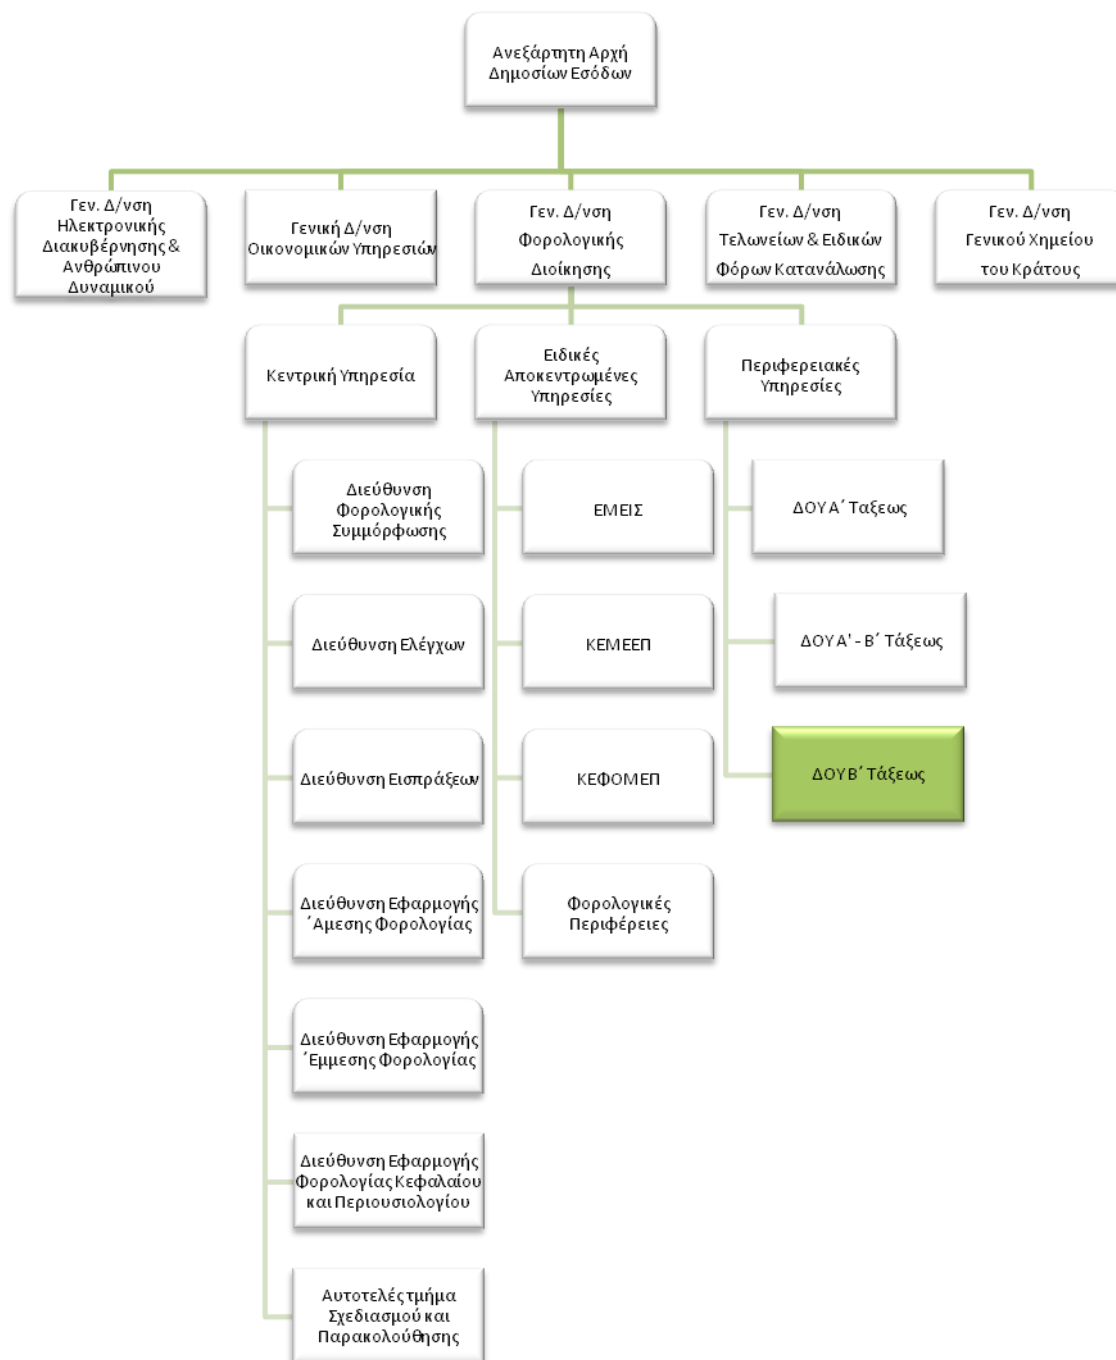 Ανεξάρτητη Αρχή
Δημοσίων Εσόδων
Γεν. Δ/νση
Ηλεκτρονικής
Διακυβέρνησης &
Ανθρώπινου
Δυναμικού
Γενική Δ/νση
Οικονομικών Υπηρεσιών
Γεν. Δ/νση
Φορολογικής
Διοίκησης
Γεν. Δ/νση
Τελωνείων & Ειδικών
Φόρων Κατανάλωσης
Γεν. Δ/νση
Γενικού Χημείου
του Κράτους
Κεντρική Υπηρεσία
Ειδικές
Αποκεντρωμένες
Υπηρεσίες
Περιφερειακές
Υπηρεσίες
Διεύθυνση
Φορολογικής
Συμμόρφωσης
Διεύθυνση Ελέγχων
Διεύθυνση Εισπράξεων
Διεύθυνση Εφαρμογής
΄Αμεσης Φορολογίας
Διεύθυνση Εφαρμογής
΄Εμμεσης Φορολογίας
Διεύθυνση Εφαρμογής
Φορολογίας Κεφαλαίου
και Περιουσιολογίου
Αυτοτελές τμήμα
Σχεδιασμού και
Παρακολούθησης
ΕΜΕΙΣ
ΚΕΜΕΕΠ
ΚΕΦΟΜΕΠ
Φορολογικές
Περιφέρειες
ΔΟΥ Α΄ Ταξεως
ΔΟΥ Α' - Β΄ Τάξεως
ΔΟΥ Β΄ Τάξεως